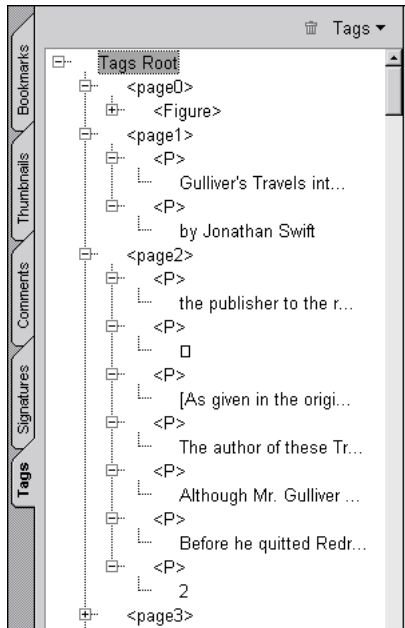 Tags
Bookmarks
Thumbnails
Comments
Signatures
Tags
Tags Root
<page0>
<Figure>
<page1>
<P>
Gulliver's Travels int...
<P>
by Jonathan Swift
<page2>
<P>
the publisher to the r...
<P>
<P>
[As given in the origi...
<P>
The author of these Tr...
<P>
Although Mr. Gulliver ...
<P>
Before he quitted Redr...
<P>
2
<page3>